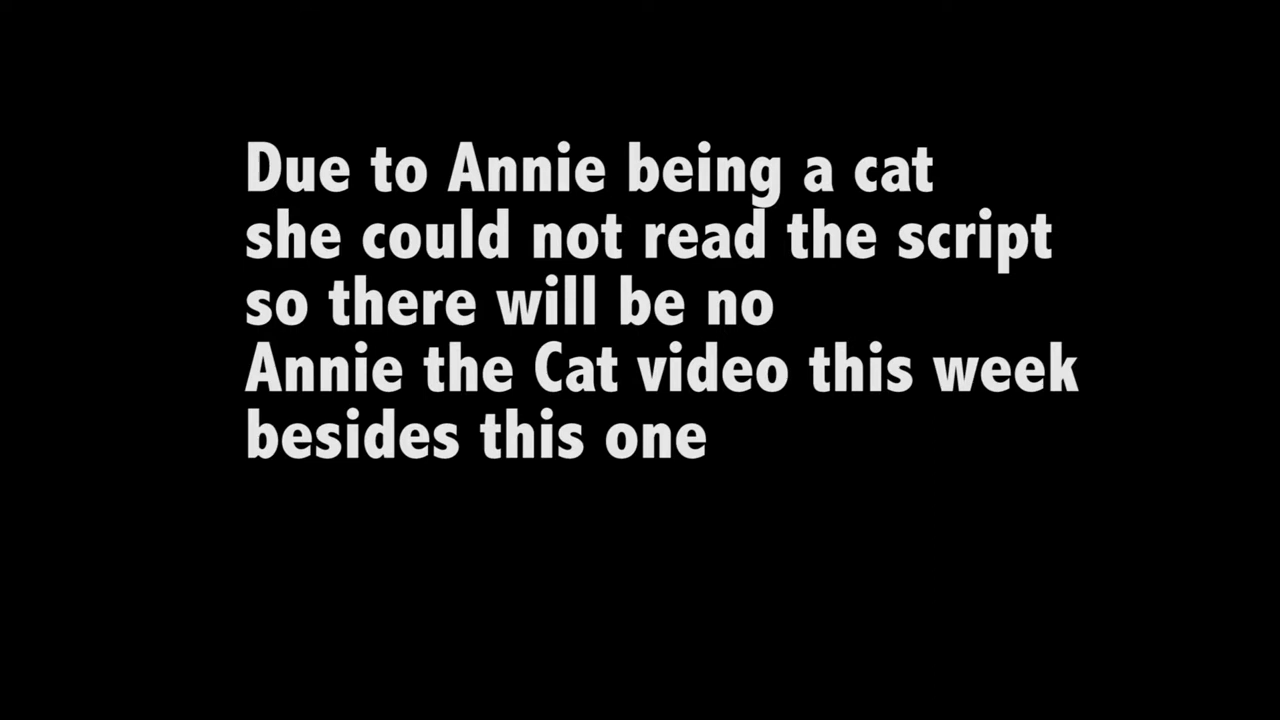 Due to Annie being a cat
she could not read the script
so there will be no
Annie the Cat video this week
besides this one